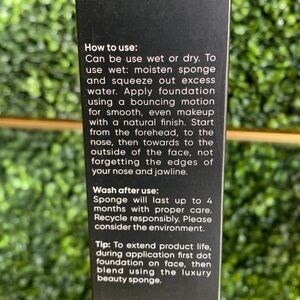 How to use:
Can be use wet or dry. To
use wet: moisten sponge
and squeeze out excess
water. Apply foundation
using a bouncing motion
for smooth, even makeup
with a natural finish. Start
from the forehead, to the
nose, then towards to the
outside of the face, not
forgetting the edges of
your nose and jawline.
Wash after use:
Sponge will last up to 4
months with proper care.
Recycle responsibly. Please
consider the environment.
Tip: To extend product life,
during application first dot
foundation on face, then
blend using the luxury
beauty sponge.